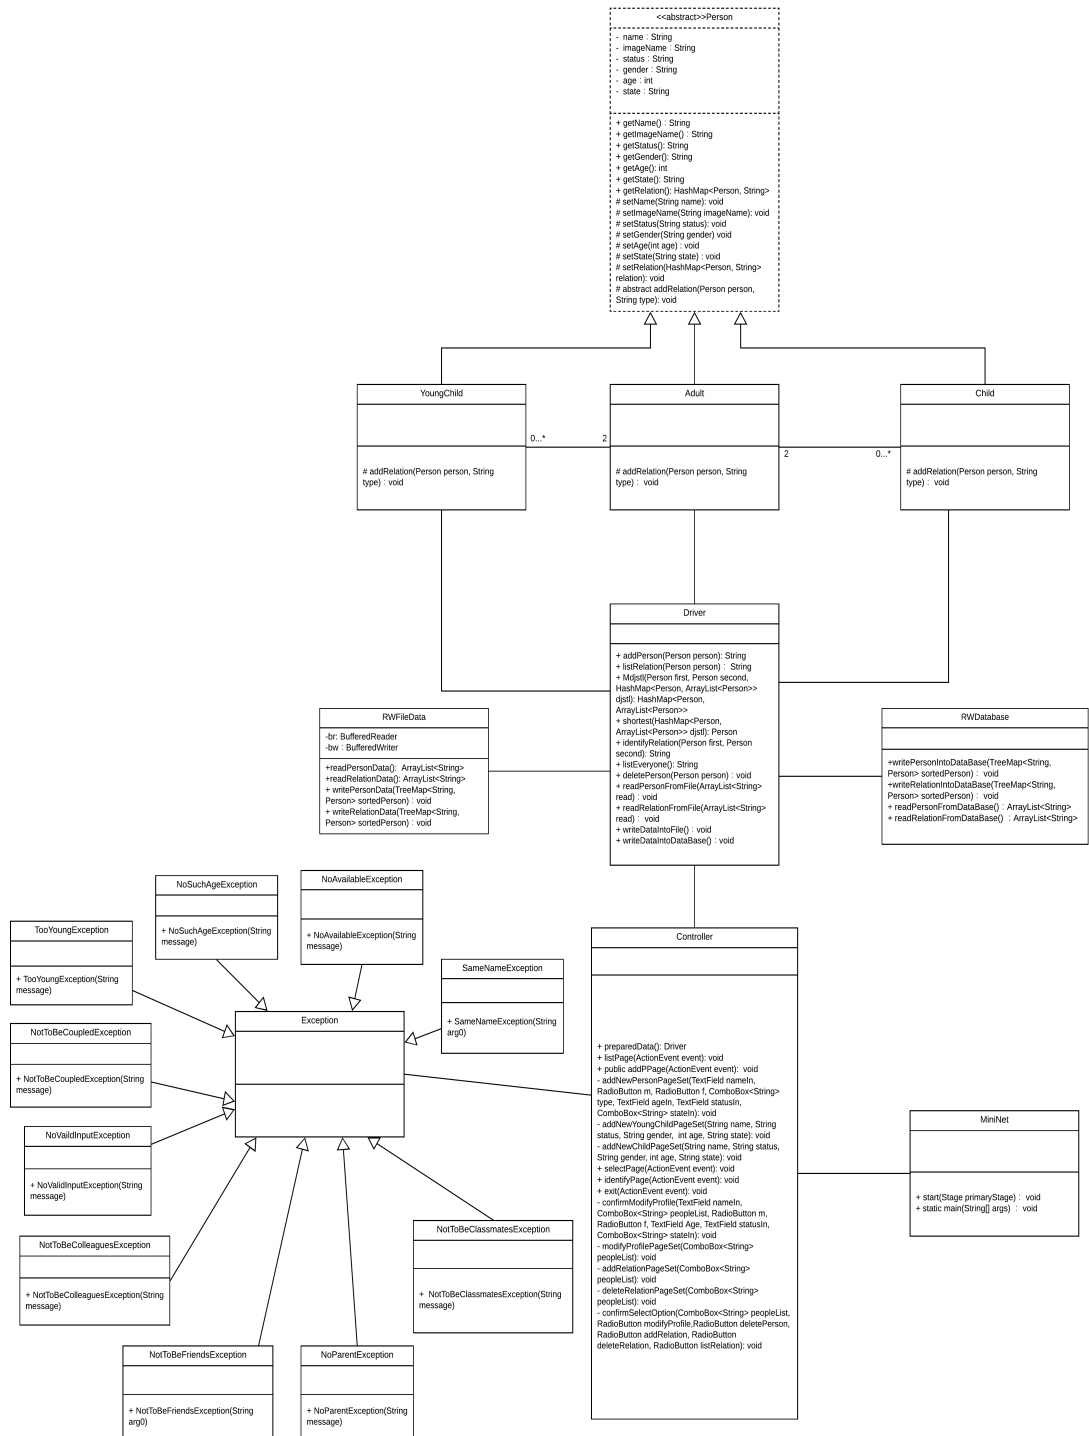 <<abstract>>Person
- name : String
- imageName : String
- status : String
- gender : String
- age : int
- state : String
+ getName() : String
+ getImageName() : String
+ getStatus(): String
+ getGender(): String
+ getAge(): int
+ getState(): String
+ getRelation(): HashMap<Person, String>
# setName(String name): void
# setImageName(String imageName): void
# setStatus(String status): void
# setGender(String gender) void
# setAge(int age) : void
# setState(String state) : void
# setRelation(HashMap<Person, String>
relation): void
# abstract addRelation(Person person,
String type): void
YoungChild
# addRelation(Person person, String
type) : void
0...*
2
Adult
# addRelation(Person person, String
type) : void
2
0...*
Child
# addRelation(Person person, String
type) : void
Driver
+ addPerson(Person person): String
+ listRelation(Person person) : String
+ Mdjstl(Person first, Person second,
HashMap<Person, ArrayList<Person>>
djstl): HashMap<Person,
ArrayList<Person>>
+ shortest(HashMap<Person,
ArrayList<Person>> djstl): Person
+ identifyRelation(Person first, Person
second): String
+ listEveryone(): String
+ deletePerson(Person person) : void
+ readPersonFromFile(ArrayList<String>
read) : void
+ readRelationFromFile(ArrayList<String>
read) : void
+ writeDataIntoFile() : void
+ writeDataIntoDataBase() : void
RWFileData
-br: BufferedReader
-bw : BufferedWriter
+readPersonData(): ArrayList<String>
+readRelationData(): ArrayList<String>
+ writePersonData(TreeMap<String,
Person> sortedPerson) : void
+ writeRelationData(TreeMap<String,
Person> sortedPerson) : void
RWDatabase
+writePersonIntoDataBase(TreeMap<String,
Person> sortedPerson) : void
+writeRelationIntoDataBase(TreeMap<String,
Person> sortedPerson) : void
+ readPersonFromDataBase() : ArrayList<String>
+ readRelationFromDataBase() : ArrayList<String>
NoSuchAgeException
+ NoSuchAgeException(String
message)
NoAvailableException
+ NoAvailableException(String
message)
TooYoungException
+ TooYoungException(String
message)
SameNameException
+ SameNameException(String
arg0)
Exception
NotToBeCoupledException
+ NotToBeCoupledException(String
message)
NoVaildInputException
+ NoValidInputException(String
message)
NotToBeColleaguesException
+ NotToBeColleaguesException(String
message)
NotToBeClassmatesException
+ NotToBeClassmatesException(String
message)
NotToBeFriendsException
+ NotToBeFriendsException(String
arg0)
NoParentException
+ NoParentException(String
message)
Controller
+ preparedData(): Driver
+ listPage(ActionEvent event): void
+ public addPPage(ActionEvent event): void
- addNewPersonPageSet(TextField nameIn,
RadioButton m, RadioButton f, ComboBox<String>
type, TextField ageIn, TextField statusIn,
ComboBox<String> stateIn): void
- addNewYoungChildPageSet(String name, String
status, String gender, int age, String state): void
- addNewChildPageSet(String name, String status,
String gender, int age, String state): void
+ selectPage(ActionEvent event): void
+ identifyPage(ActionEvent event): void
+ exit(ActionEvent event): void
- confirmModifyProfile(TextField nameIn,
ComboBox<String> peopleList, RadioButton m,
RadioButton f, TextField Age, TextField statusIn,
ComboBox<String> stateIn): void
- modifyProfilePageSet(ComboBox<String>
peopleList): void
- addRelationPageSet(ComboBox<String>
peopleList): void
- deleteRelationPageSet(ComboBox<String>
peopleList): void
- confirmSelectOption(ComboBox<String> peopleList,
RadioButton modifyProfile,RadioButton deletePerson,
RadioButton addRelation, RadioButton
deleteRelation, RadioButton listRelation): void
MiniNet
+ start(Stage primaryStage) : void
+ static main(String[] args) : void